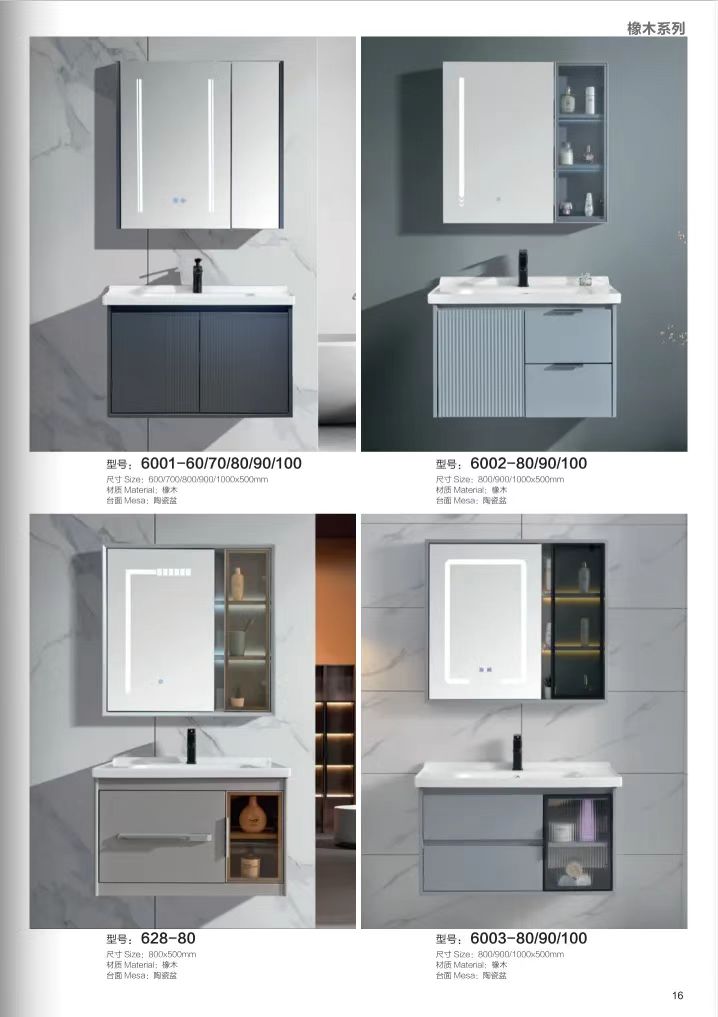 橡木系列
型号：6001-60/70/80/90/100
尺寸 Size：600/700/800/900/1000x500mm
材质 Material：橡木
台面 Mesa：陶瓷盆
型号：6002-80/90/100
尺寸 Size：800/900/1000x500mm
材质 Material：橡木
台面 Mesa：陶瓷盆
型号：628-80
尺寸 Size：800x500mm
材质 Material：橡木
台面 Mesa：陶瓷盆
型号：6003-80/90/100
尺寸 Size：800/900/1000x500mm
材质 Material：橡木
台面 Mesa：陶瓷盆
16